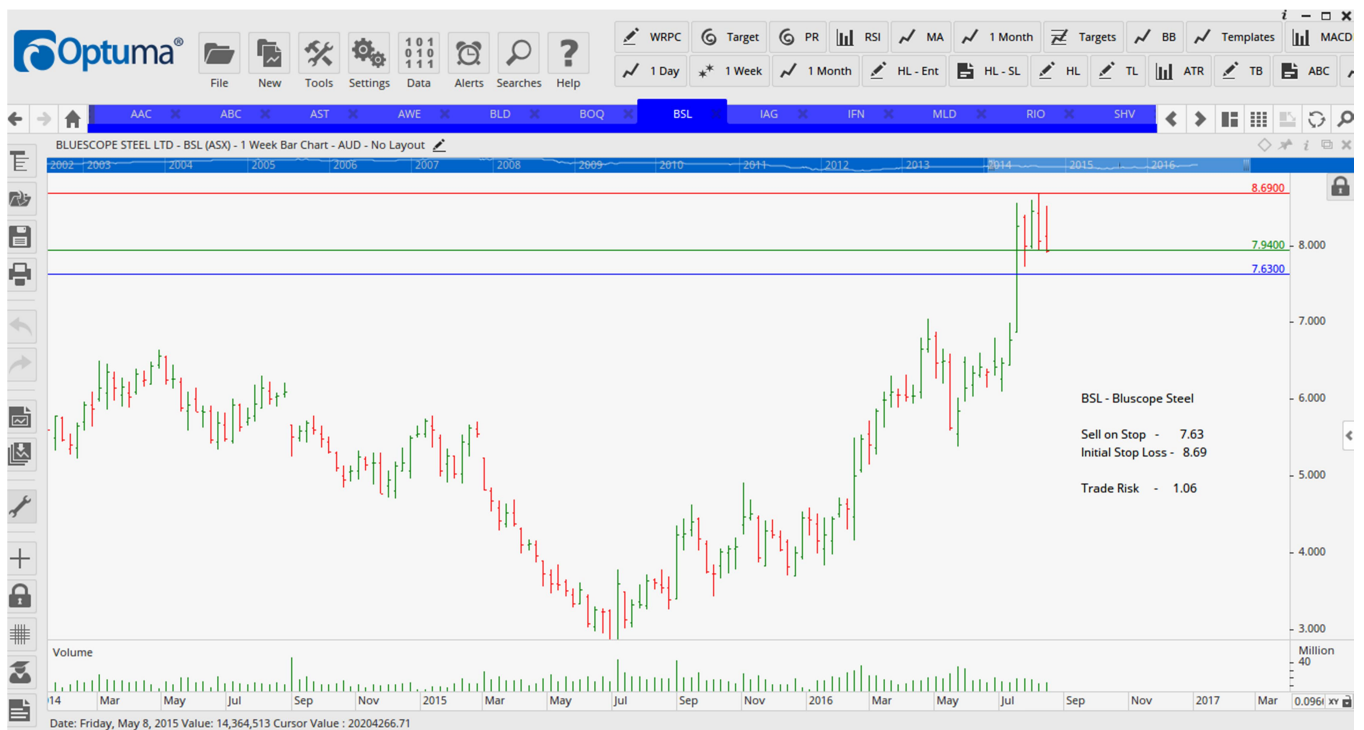 i
Optuma®
File
New
Tools
Settings
101
010
111
Data
Alerts
Searches
Help
WRPC
Target
PR
RSI
MA
1 Month
Targets
BB
Templates
MACD
1 Day
1 Week
1 Month
HL - Ent
HL - SL
HL
TL
ATR
TB
ABC
AAC
ABC
AST
AWE
BLD
BOQ
BSL
IAG
IFN
MLD
RIO
SHV
BLUESCOPE STEEL LTD - BSL (ASX) - 1 Week Bar Chart - AUD - No Layout
i
2002 2003 2004 2005 2006 2007 2008 2009 2010 2011 2012 2013 2014 2015 2016
8.6900
7.9400
8.000
7.6300
7.000
6.000
5.000
4.000
3.000
BSL - Bluscope Steel
Sell on Stop - 7.63
Initial Stop Loss - 8.69
Trade Risk - 1.06
Volume
Million
40
14 Mar May Jul Sep Nov 2015 Mar May Jul Sep Nov 2016 Mar May Jul Sep Nov 2017 Mar
XY
Date: Friday, May 8, 2015 Value: 14,364,513 Cursor Value : 20204266.71